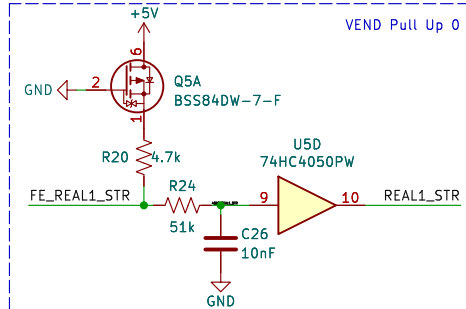 +5V
VEND Pull Up 0
6
GND
2
Q5A
BSS84DW-7-F
1
R20
4.7k
U5D
74HC4050PW
FE_REAL1_STR
R24
9
10
REAL1_STR
51k
C26
10nF
GND